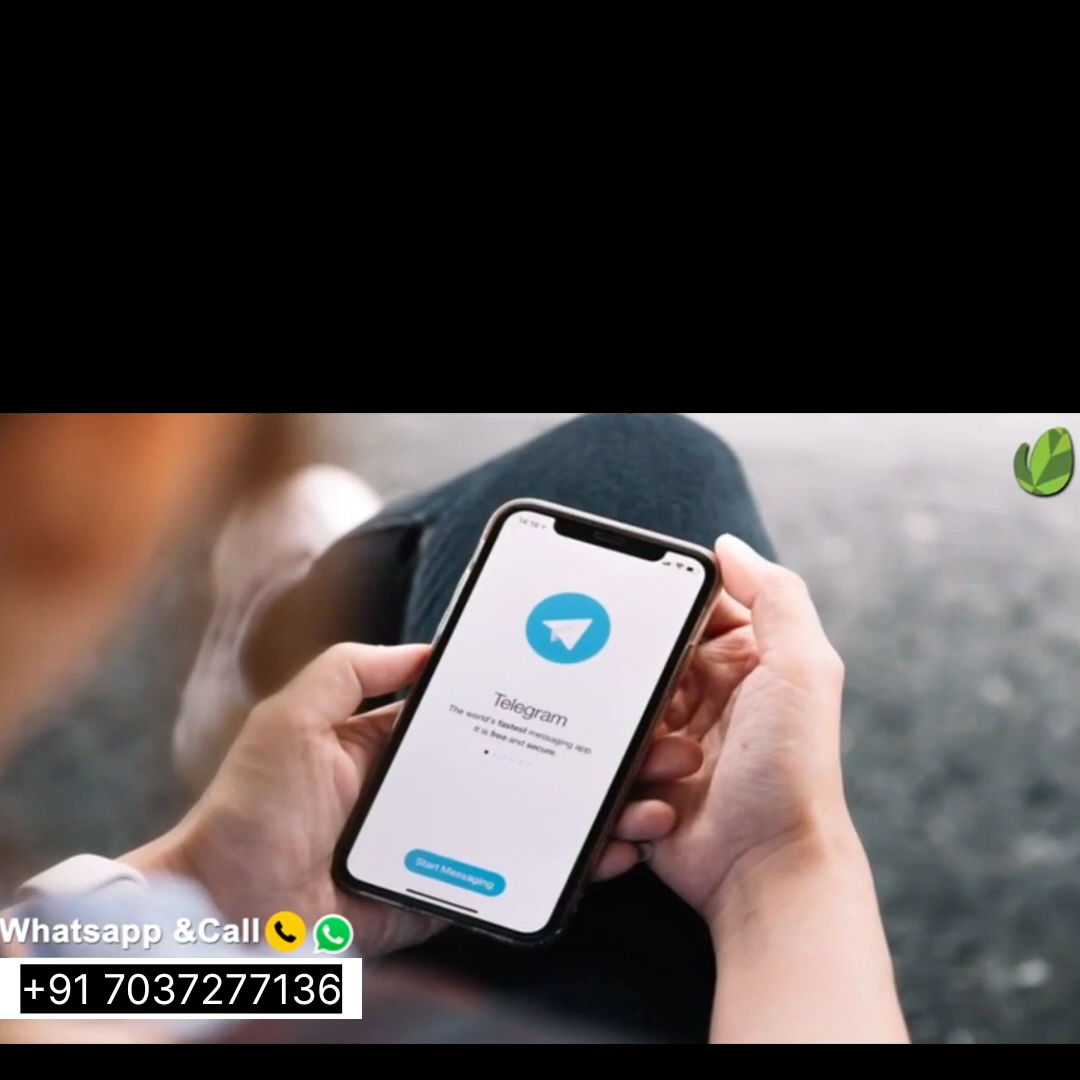 Telegram
The world's fastest messaging app.
It is free and secure.
Start Messaging
Whatsapp &Call
+91 7037277136